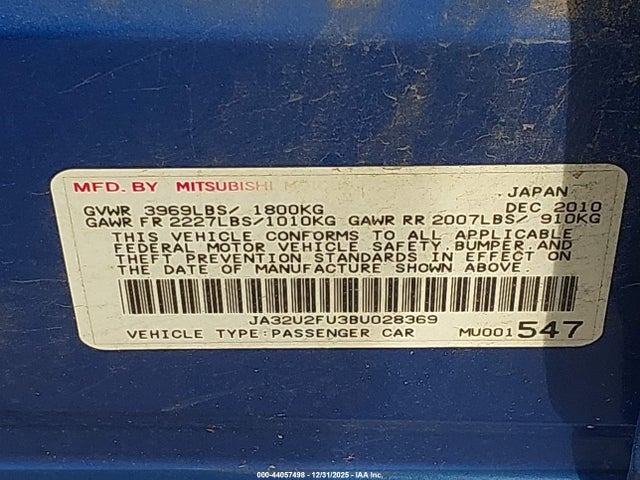 MFD. BY MITSUBISHI
JAPAN
GVWR 3969LBS/ 1800KG DEC 2010
GAWR FR 2227LBS/1010KG GAWR RR 2007LBS/ 910KG
THIS VEHICLE CONFORMS TO ALL APPLICABLE
FEDERAL MOTOR VEHICLE SAFETY,BUMPER,AND
THEFT PREVENTION STANDARDS IN EFFECT ON
THE DATE OF MANUFACTURE SHOWN ABOVE.
JA32U2FU3BU028369
VEHICLE TYPE:PASSENGER CAR MU001547
000-44057498 - 12/31/2025 - IAA Inc.